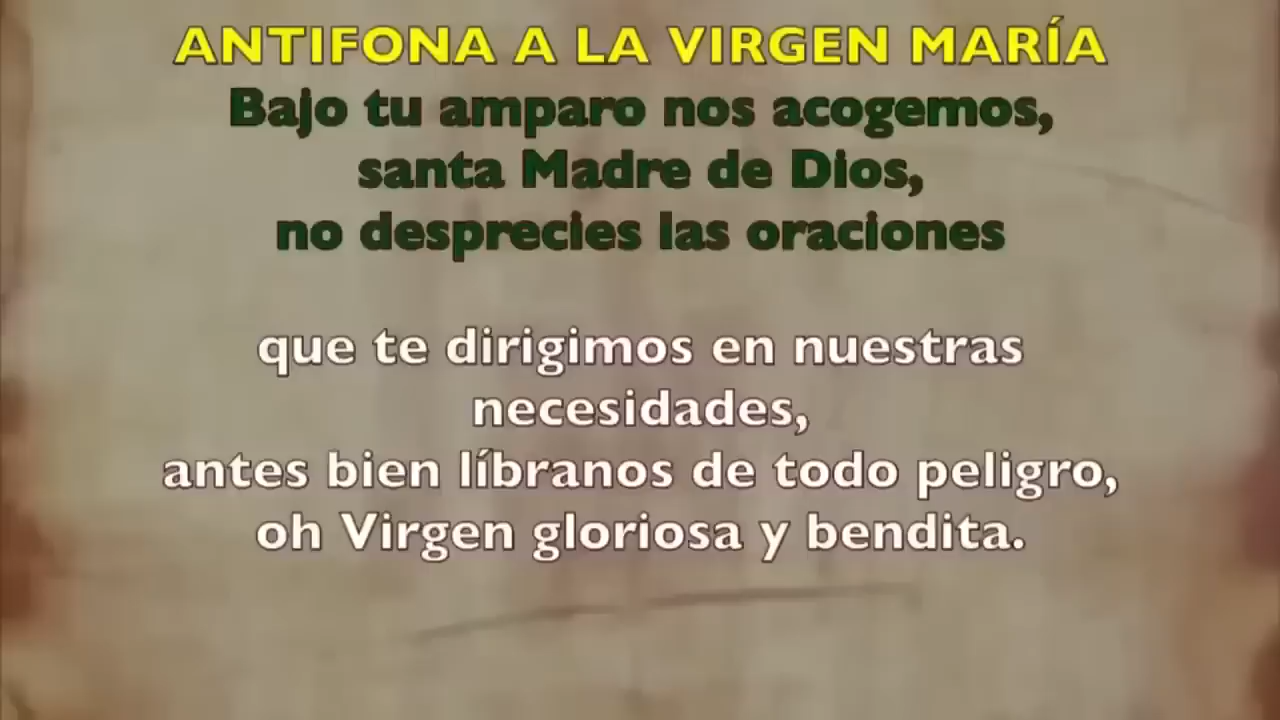 ANTIFONA A LA VIRGEN MARÍA
Bajo tu amparo nos acogemos,
santa Madre de Dios,
no desprecies las oraciones
que te dirigimos en nuestras
necesidades,
antes bien líbranos de todo peligro,
oh Virgen gloriosa y bendita.